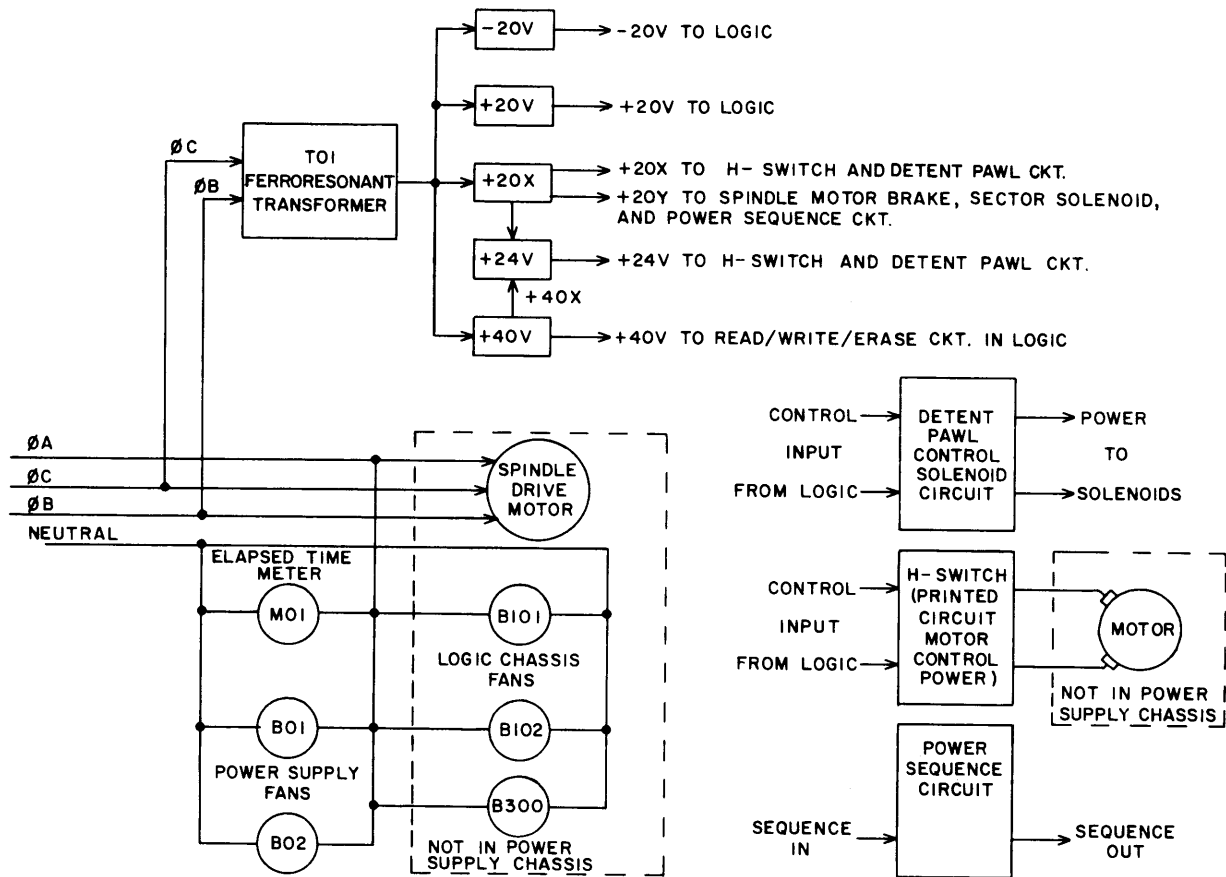 -20V
-20V TO LOGIC
+20V
+20V TO LOGIC
ØC
ØB
T01
FERRORESONANT
TRANSFORMER
+20X
+20X TO H- SWITCH AND DETENT PAWL CKT.
+20Y TO SPINDLE MOTOR BRAKE, SECTOR SOLENOID,
AND POWER SEQUENCE CKT.
+24V
+24V TO H-SWITCH AND DETENT PAWL CKT.
+40X
+40V
+40V TO READ/WRITE/ERASE CKT. IN LOGIC
ØA
ØC
ØB
NEUTRAL
SPINDLE
DRIVE
MOTOR
ELAPSED TIME
METER
M01
B101
LOGIC CHASSIS
FANS
B01
B102
POWER SUPPLY
FANS
B300
B02
NOT IN POWER
SUPPLY CHASSIS
CONTROL
INPUT
FROM LOGIC
DETENT
PAWL
CONTROL
SOLENOID
CIRCUIT
POWER
TO
SOLENOIDS
CONTROL
INPUT
FROM LOGIC
H-SWITCH
(PRINTED
CIRCUIT
MOTOR
CONTROL
POWER)
MOTOR
NOT IN POWER
SUPPLY CHASSIS
POWER
SEQUENCE
CIRCUIT
SEQUENCE
IN
SEQUENCE
OUT